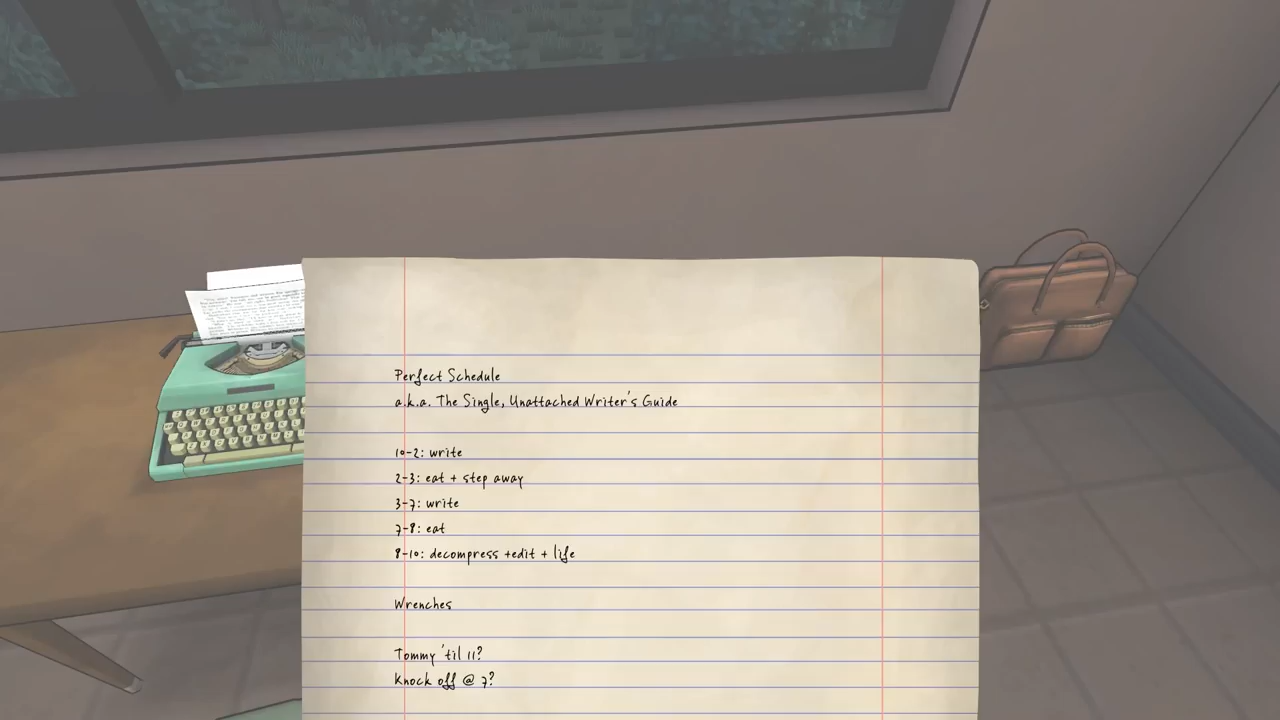 Perfect Schedule
a.k.a. The Single, Unattached Writer's Guide
10-2: write
2-3: eat + step away
3-7: write
7-8: eat
8-10: decompress +edit + life
Wrenches
Tommy 'til 11?
Knock off @ 7?